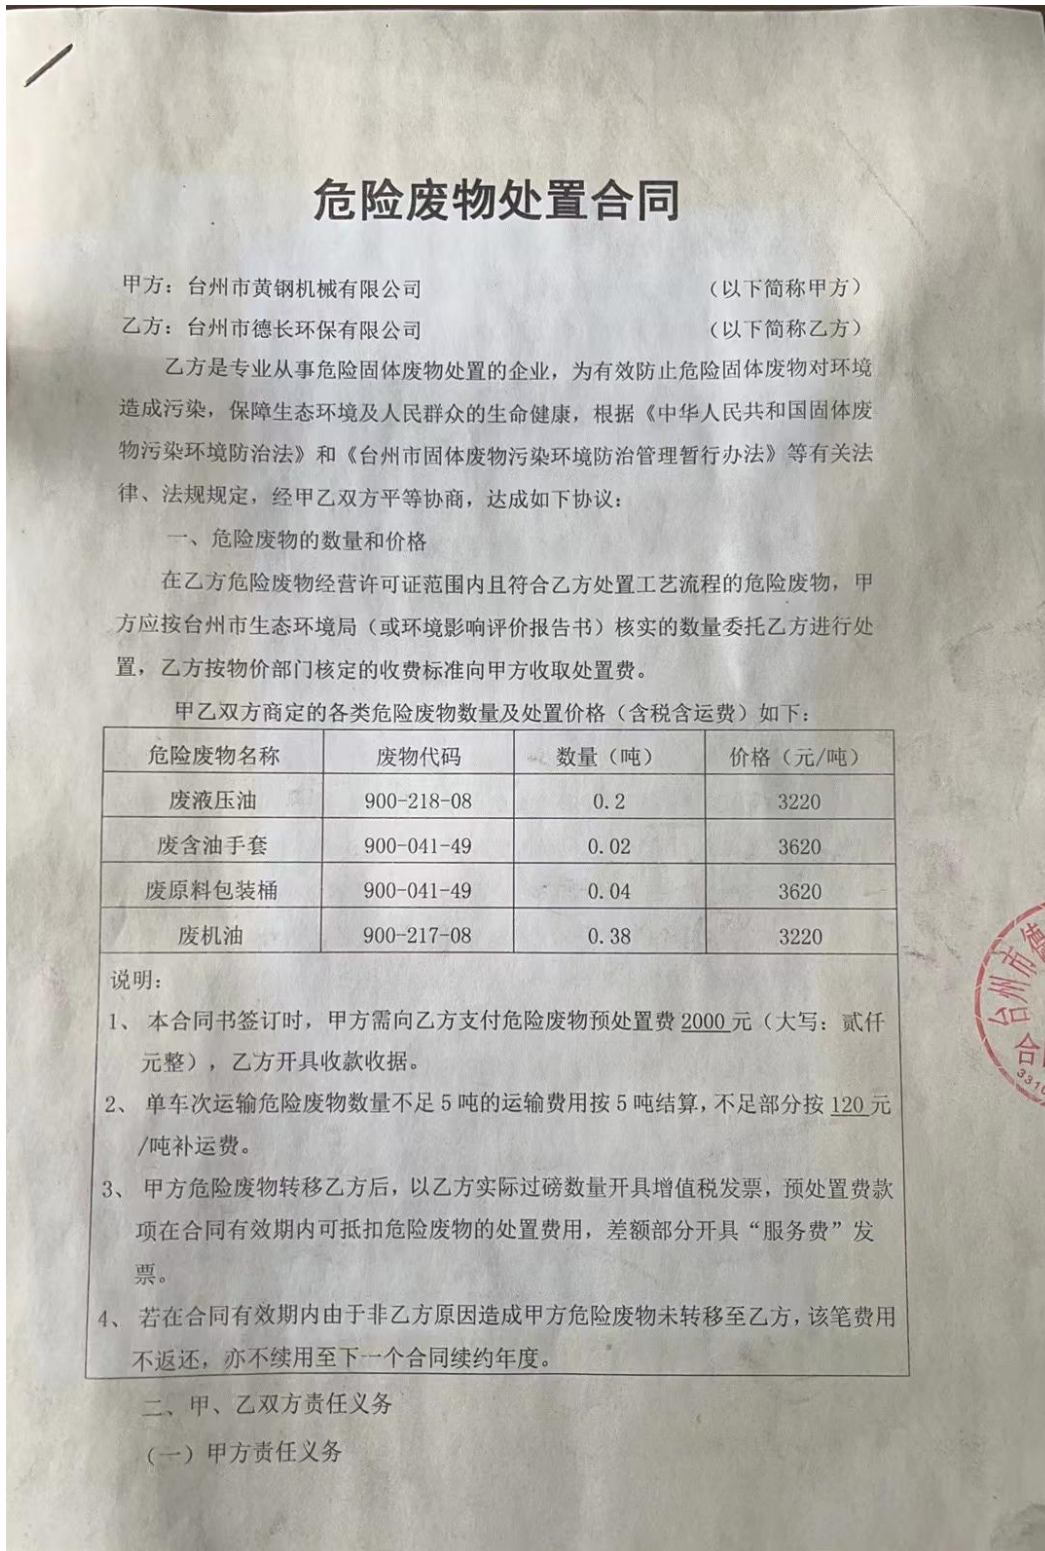 危险废物处置合同
甲方：台州市黄钢机械有限公司 （以下简称甲方）
乙方：台州市德长环保有限公司 （以下简称乙方）
乙方是专业从事危险固体废物处置的企业，为有效防止危险固体废物对环境
造成污染，保障生态环境及人民群众的生命健康，根据《中华人民共和国固体废
物污染环境防治法》和《台州市固体废物污染环境防治管理暂行办法》等有关法
律、法规规定，经甲乙双方平等协商，达成如下协议：
一、危险废物的数量和价格
在乙方危险废物经营许可证范围内且符合乙方处置工艺流程的危险废物，甲
方应按台州市生态环境局（或环境影响评价报告书）核实的数量委托乙方进行处
置，乙方按物价部门核定的收费标准向甲方收取处置费。
甲乙双方商定的各类危险废物数量及处置价格（含税含运费）如下：
危险废物名称 废物代码 数量（吨） 价格（元/吨）
废液压油 900-218-08 0.2 3220
废含油手套 900-041-49 0.02 3620
废原料包装桶 900-041-49 0.04 3620
废机油 900-217-08 0.38 3220
说明：
1、本合同书签订时，甲方需向乙方支付危险废物预处置费 2000 元（大写：贰仟
元整），乙方开具收款收据。
2、单车次运输危险废物数量不足 5 吨的运输费用按 5 吨结算，不足部分按 120 元
/吨补运费。
3、甲方危险废物转移乙方后，以乙方实际过磅数量开具增值税发票，预处置费款
项在合同有效期内可抵扣危险废物的处置费用，差额部分开具“服务费”发
票。
4、若在合同有效期内由于非乙方原因造成甲方危险废物未转移至乙方，该笔费用
不返还，亦不续用至下一个合同续约年度。
二、甲、乙双方责任义务
（一）甲方责任义务
台州市德
合
3310